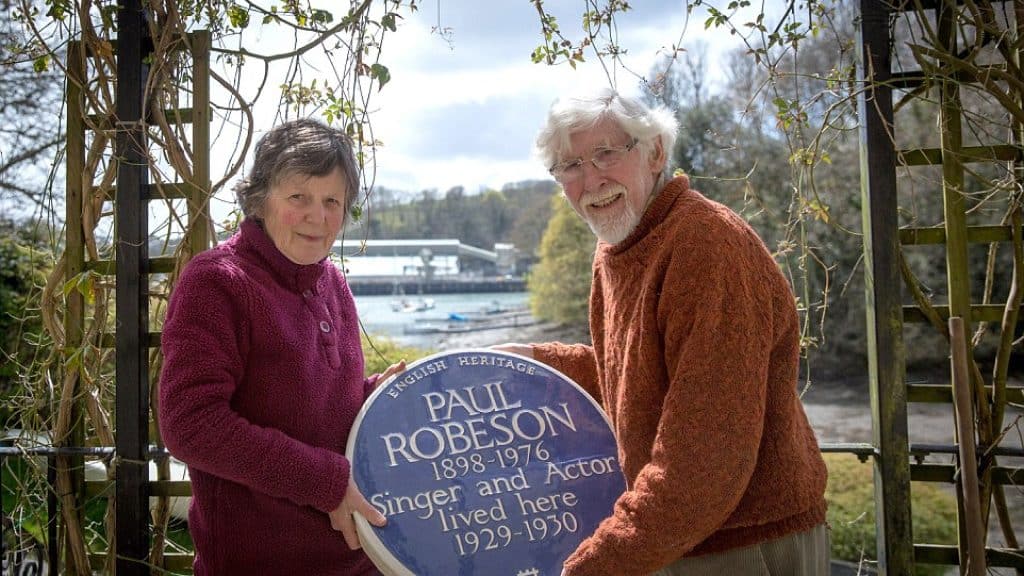 ENGLISH HERITAGE
PAUL
ROBESON
1898-1976
Singer and Actor
lived here
1929-1930